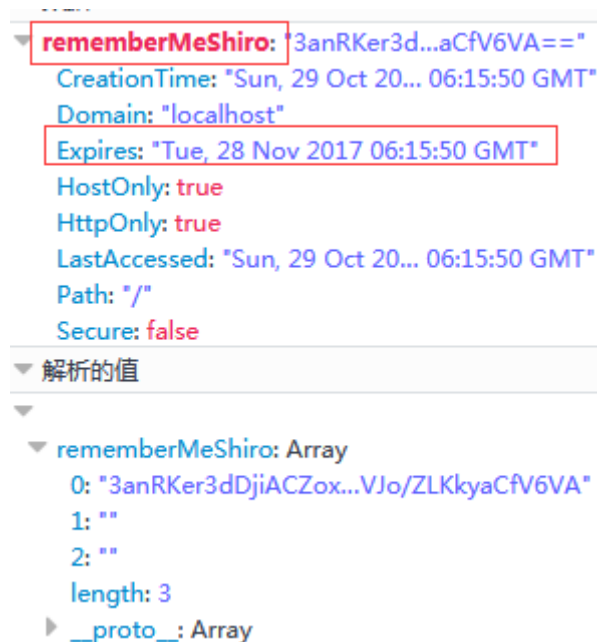 rememberMeShiro: "3anRKer3d...aCfV6VA=="
CreationTime: "Sun, 29 Oct 20... 06:15:50 GMT"
Domain: "localhost"
Expires: "Tue, 28 Nov 2017 06:15:50 GMT"
HostOnly: true
HttpOnly: true
LastAccessed: "Sun, 29 Oct 20... 06:15:50 GMT"
Path: "/"
Secure: false
解析的值
rememberMeShiro: Array
0: "3anRKer3dDjiACZox...VJo/ZLKkyaCfV6VA"
1: ""
2: ""
length: 3
__proto__: Array